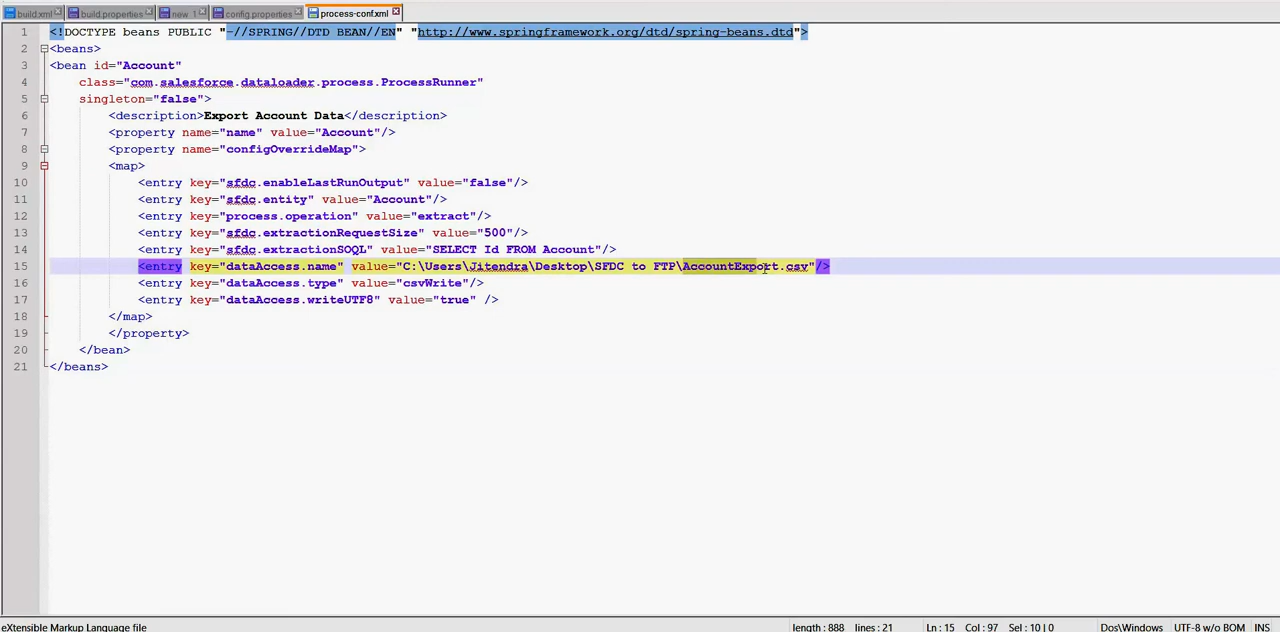 build.xml build.properties new 1 config.properties process-conf.xml
1 <!DOCTYPE beans PUBLIC "-//SPRING//DTD BEAN//EN" "http://www.springframework.org/dtd/spring-beans.dtd">
2 <beans>
3 <bean id="Account"
4 class="com.salesforce.dataloader.process.ProcessRunner"
5 singleton="false">
6 <description>Export Account Data</description>
7 <property name="name" value="Account"/>
8 <property name="configOverrideMap">
9 <map>
10 <entry key="sfdc.enableLastRunOutput" value="false"/>
11 <entry key="sfdc.entity" value="Account"/>
12 <entry key="process.operation" value="extract"/>
13 <entry key="sfdc.extractionRequestSize" value="500"/>
14 <entry key="sfdc.extractionSOQL" value="SELECT Id FROM Account"/>
15 <entry key="dataAccess.name" value="C:\Users\Jitendra\Desktop\SFDC to FTP\AccountExport.csv"/>
16 <entry key="dataAccess.type" value="csvWrite"/>
17 <entry key="dataAccess.writeUTF8" value="true" />
18 </map>
19 </property>
20 </bean>
21 </beans>
eXtensible Markup Language file length : 888 lines : 21 Ln : 15 Col : 97 Sel : 10 | 0 Dos\Windows UTF-8 w/o BOM INS